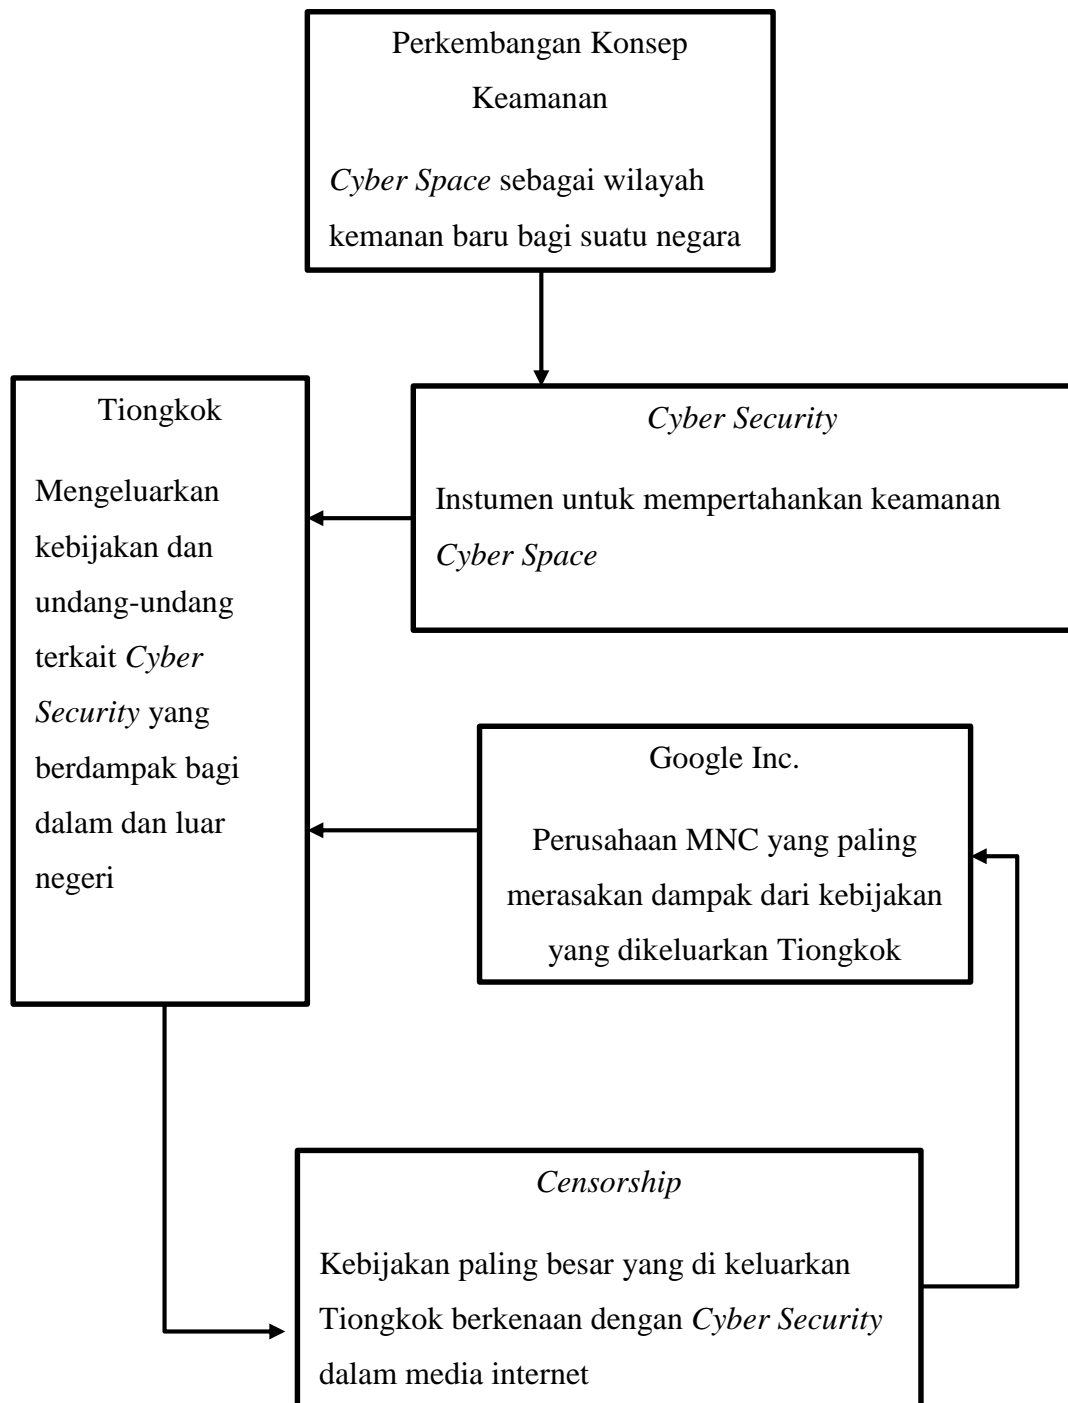 Perkembangan Konsep
Keamanan
Cyber Space sebagai wilayah
kemanan baru bagi suatu negara
Tiongkok
Mengeluarkan
kebijakan dan
undang-undang
terkait Cyber
Security yang
berdampak bagi
dalam dan luar
negeri
Cyber Security
Instumen untuk mempertahankan keamanan
Cyber Space
Google Inc.
Perusahaan MNC yang paling
merasakan dampak dari kebijakan
yang dikeluarkan Tiongkok
Censorship
Kebijakan paling besar yang di keluarkan
Tiongkok berkenaan dengan Cyber Security
dalam media internet